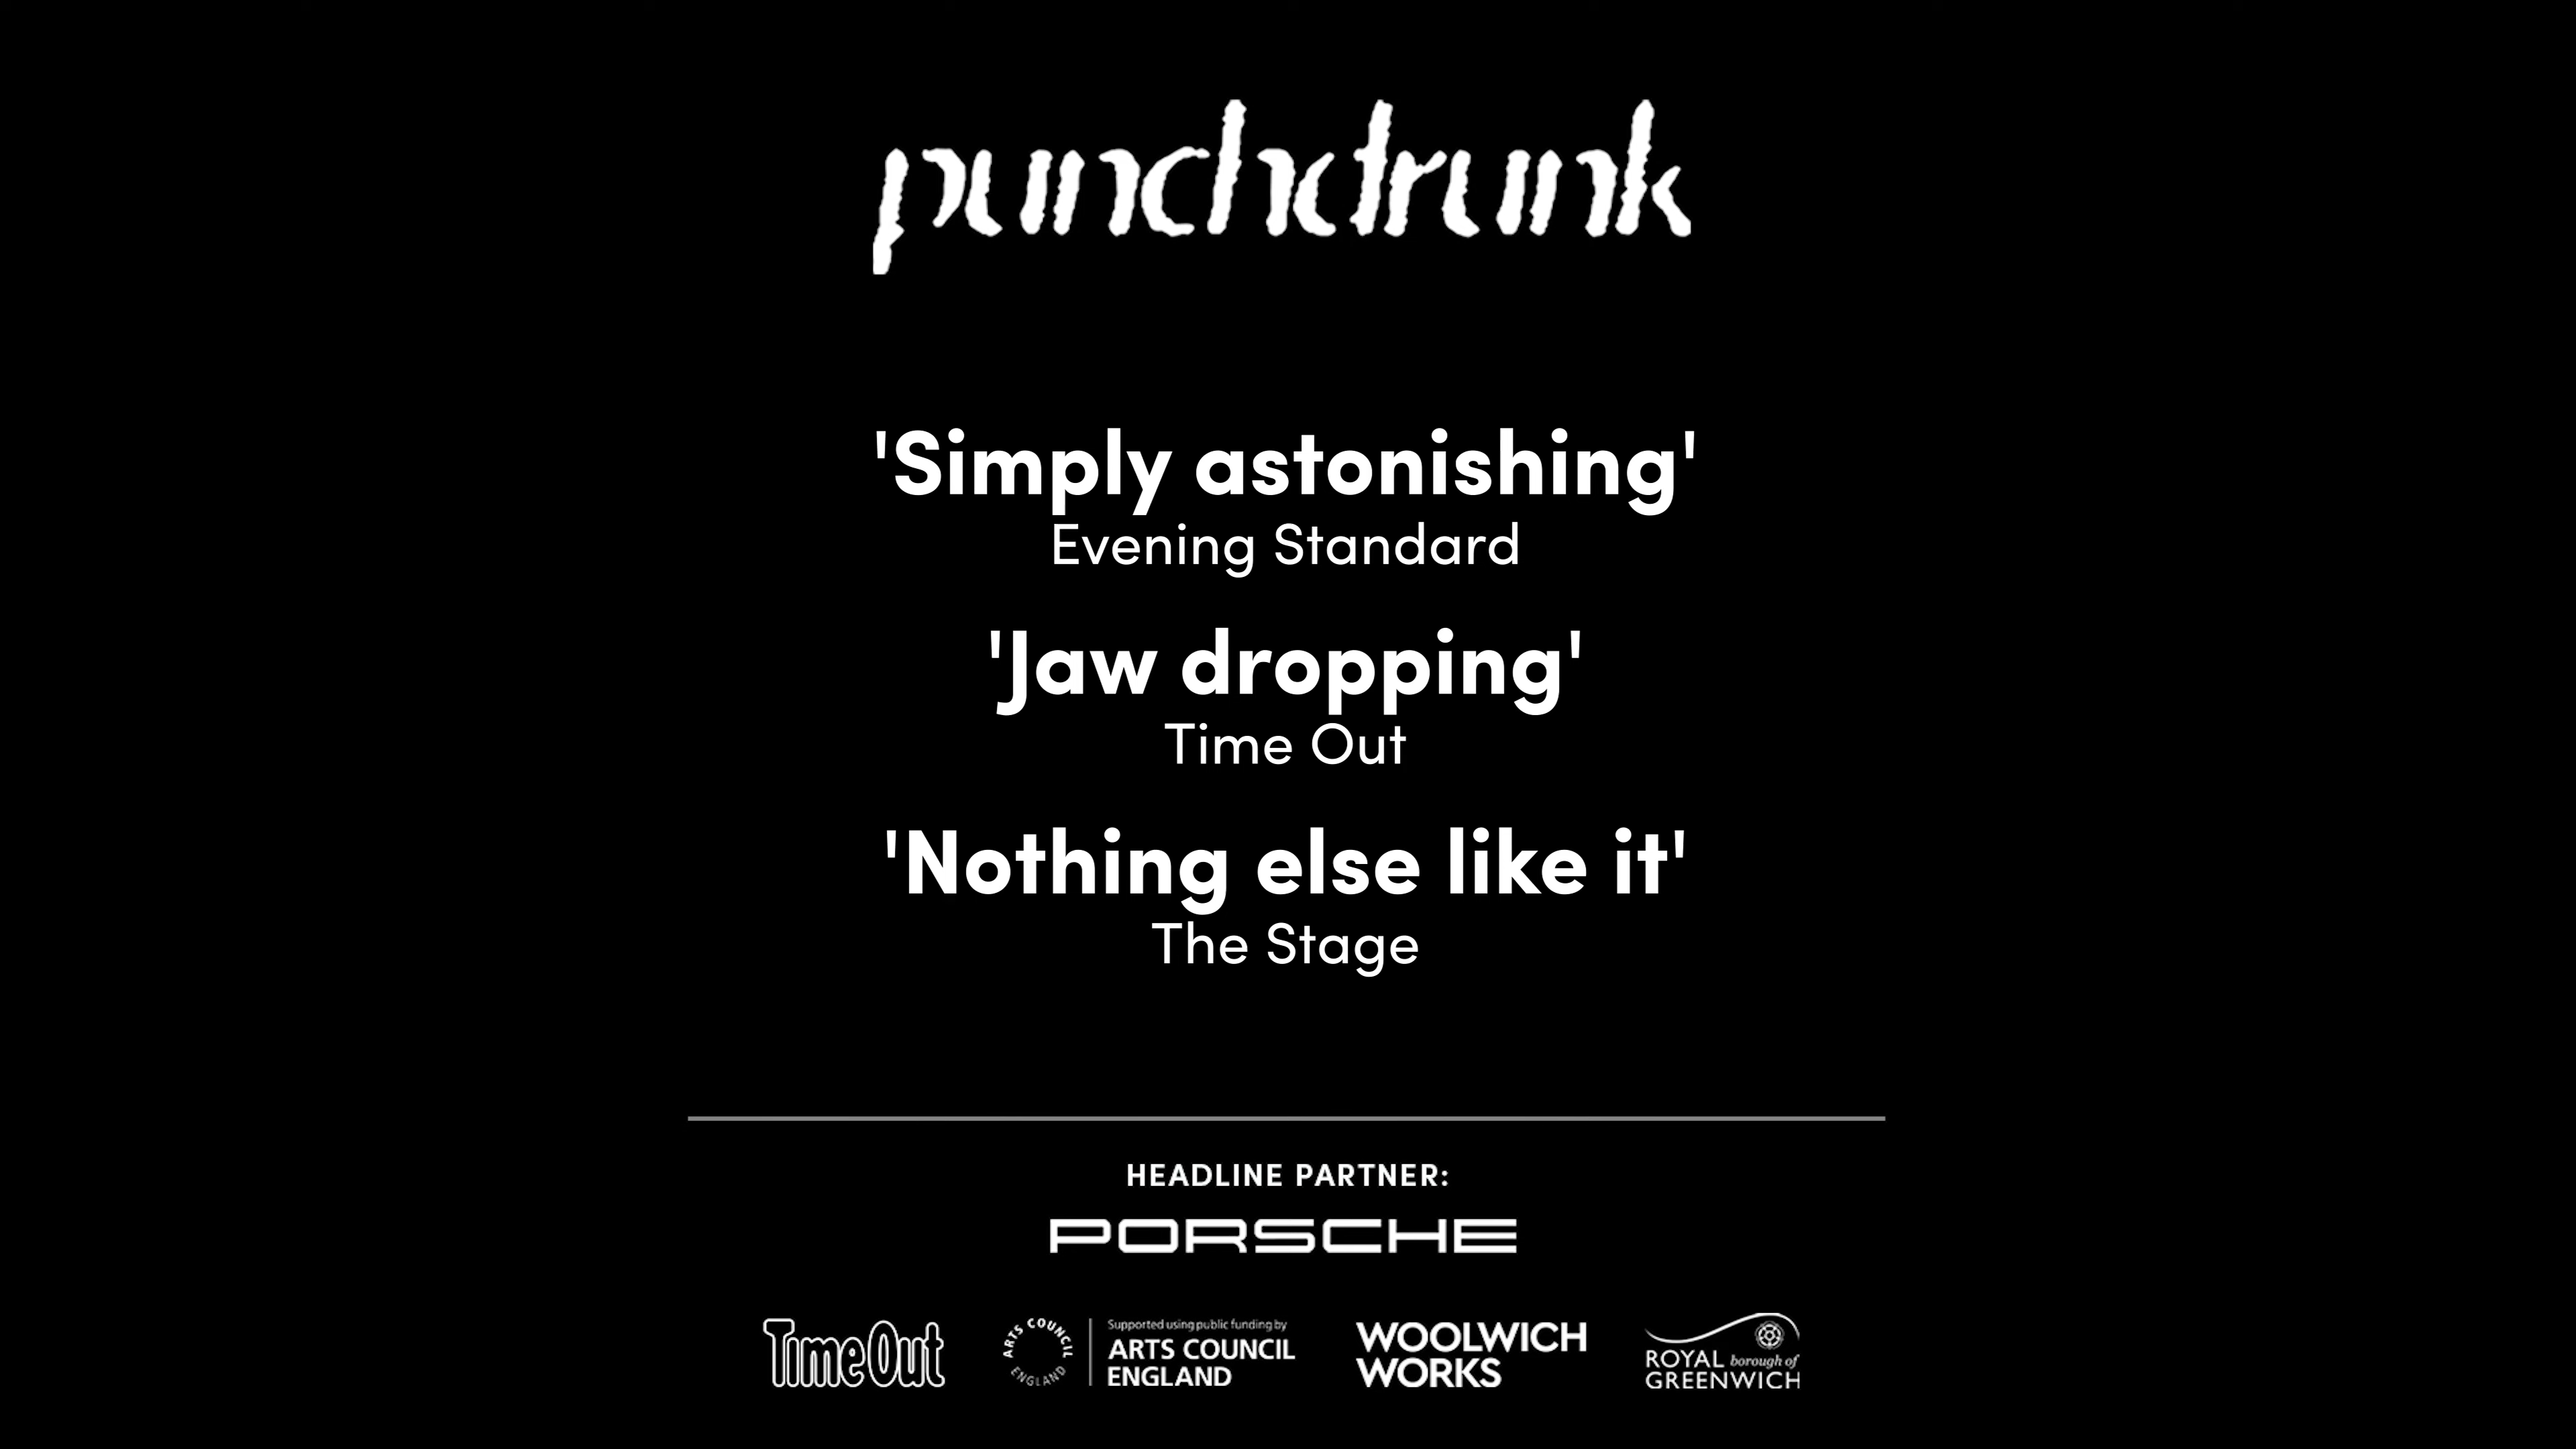 punchdrunk
'Simply astonishing'
Evening Standard
'Jaw dropping'
Time Out
'Nothing else like it'
The Stage
HEADLINE PARTNER:
PORSCHE
TimeOut
ARTS COUNCIL ENGLAND
Supported using public funding by
ARTS COUNCIL
ENGLAND
WOOLWICH
WORKS
ROYAL borough of
GREENWICH